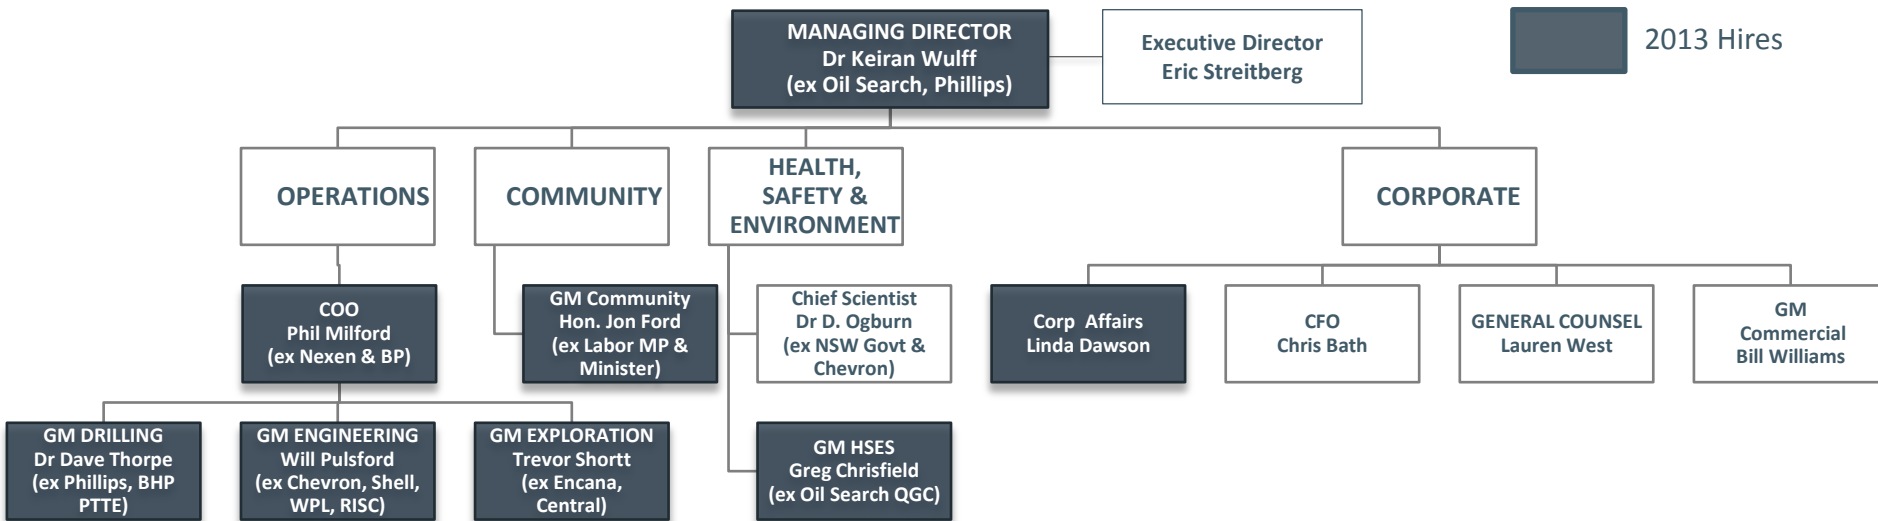 MANAGING DIRECTOR
Dr Keiran Wulff
(ex Oil Search, Phillips)
Executive Director
Eric Streitberg
2013 Hires
OPERATIONS
COMMUNITY
HEALTH,
SAFETY &
ENVIRONMENT
CORPORATE
COO
Phil Milford
(ex Nexen & BP)
GM Community
Hon. Jon Ford
(ex Labor MP &
Minister)
Chief Scientist
Dr D. Ogburn
(ex NSW Govt &
Chevron)
Corp Affairs
Linda Dawson
CFO
Chris Bath
GENERAL COUNSEL
Lauren West
GM
Commercial
Bill Williams
GM DRILLING
Dr Dave Thorpe
(ex Phillips, BHP
PTTE)
GM ENGINEERING
Will Pulsford
(ex Chevron, Shell,
WPL, RISC)
GM EXPLORATION
Trevor Shortt
(ex Encana,
Central)
GM HSES
Greg Chrisfield
(ex Oil Search QGC)